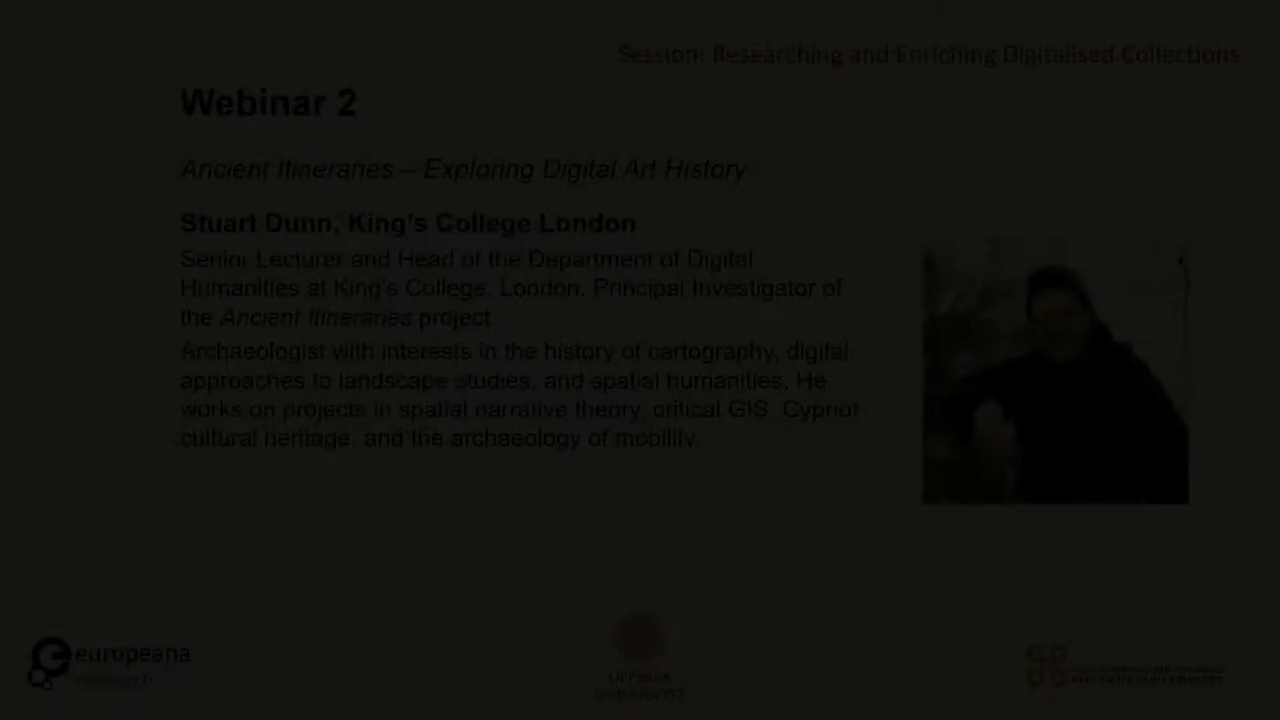 Session: Researching and Enriching Digitalised Collections
Webinar 2
Ancient Itineraries – Exploring Digital Art History
Stuart Dunn, King's College London
Senior Lecturer and Head of the Department of Digital
Humanities at King's College, London. Principal Investigator of
the Ancient Itineraries project
Archaeologist with interests in the history of cartography, digital
approaches to landscape studies, and spatial humanities. He
works on projects in spatial narrative theory, critical GIS, Cypriot
cultural heritage, and the archaeology of mobility.
europeana
UPPSALA
UNIVERSITET